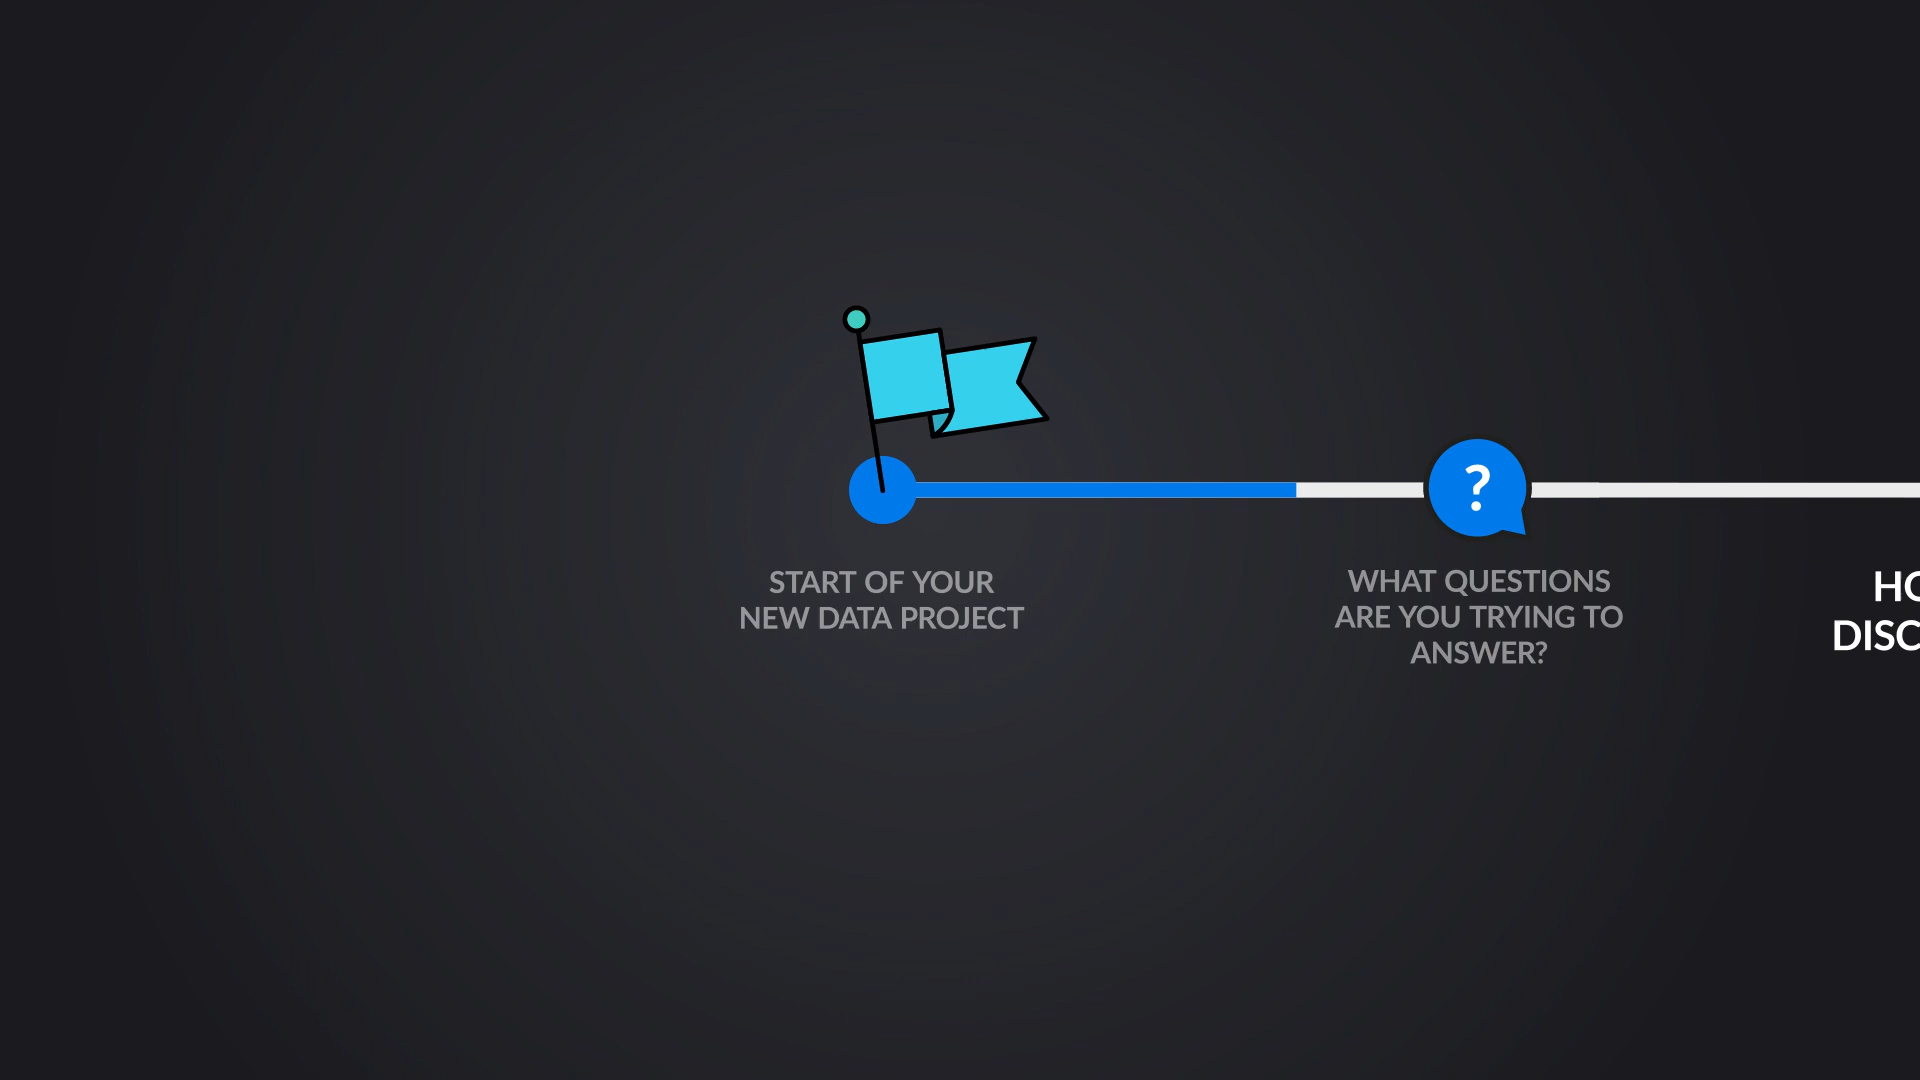 ?
START OF YOUR
NEW DATA PROJECT
WHAT QUESTIONS
ARE YOU TRYING TO
ANSWER?